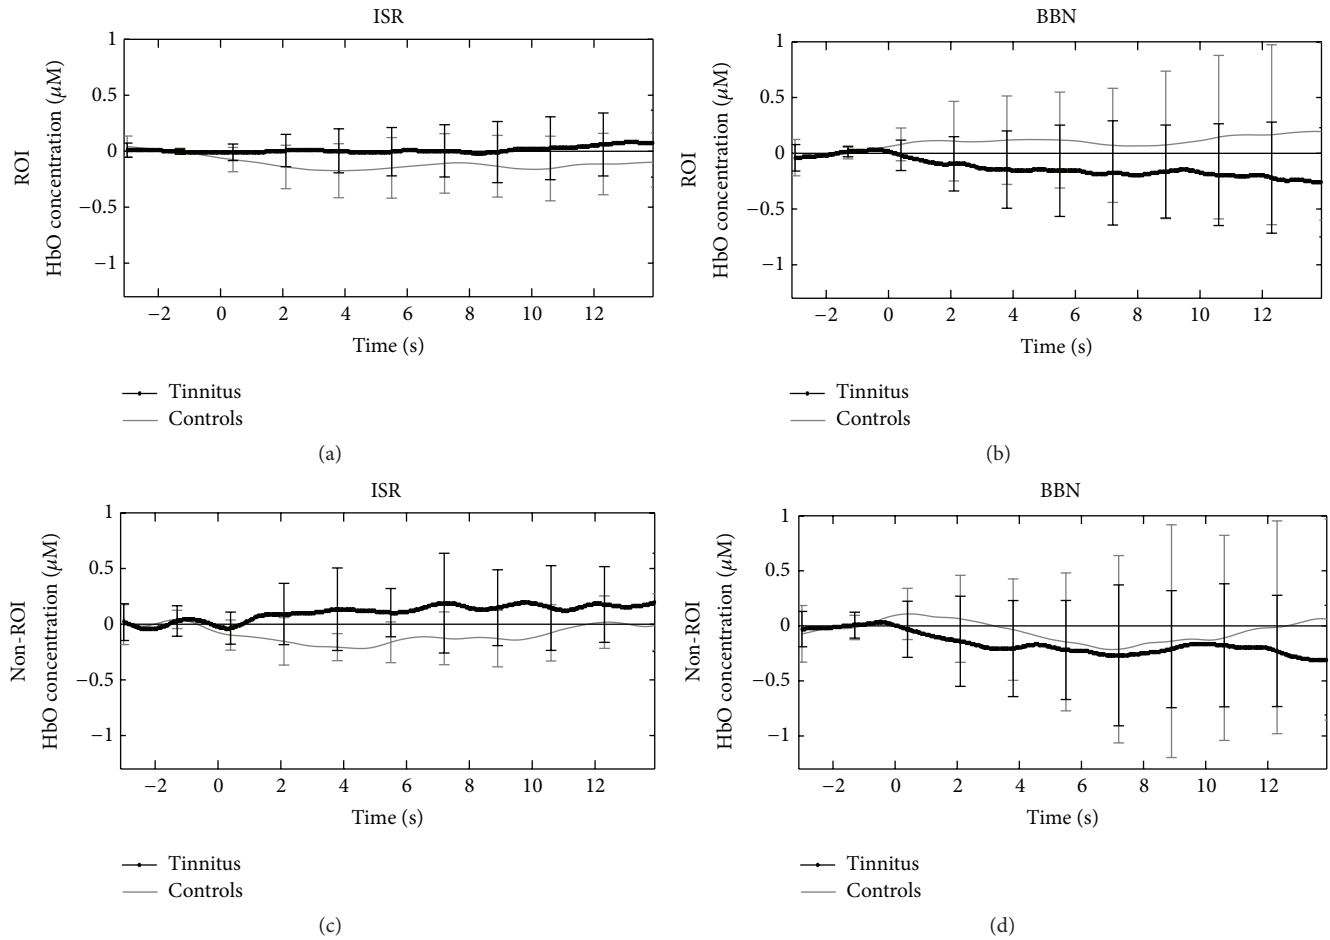 ISR
1
0.5
0
−0.5
−1
ROI
HbO concentration (μM)
−2 0 2 4 6 8 10 12
Time (s)
Tinnitus
Controls
(a)
BBN
1
0.5
0
−0.5
−1
ROI
HbO concentration (μM)
−2 0 2 4 6 8 10 12
Time (s)
Tinnitus
Controls
(b)
ISR
1
0.5
0
−0.5
−1
Non-ROI
HbO concentration (μM)
−2 0 2 4 6 8 10 12
Time (s)
Tinnitus
Controls
(c)
BBN
1
0.5
0
−0.5
−1
Non-ROI
HbO concentration (μM)
−2 0 2 4 6 8 10 12
Time (s)
Tinnitus
Controls
(d)